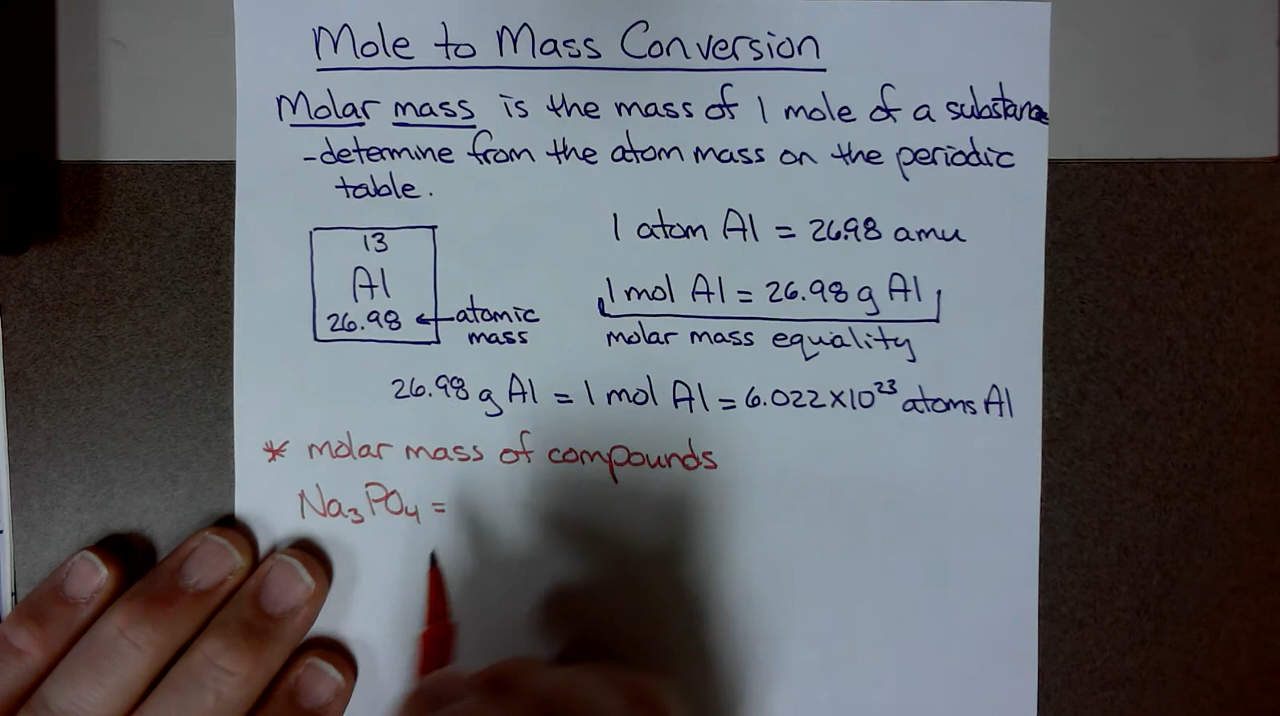 Mole to Mass Conversion
Molar mass is the mass of 1 mole of a substance
-determine from the atom mass on the periodic
table.
13
Al
26.98 ← atomic
mass
1 atom Al = 26.98 amu
1 mol Al = 26.98 g Al
molar mass equality
26.98 g Al = 1 mol Al = 6.022×10²³ atoms Al
* molar mass of compounds
Na₃PO₄ =